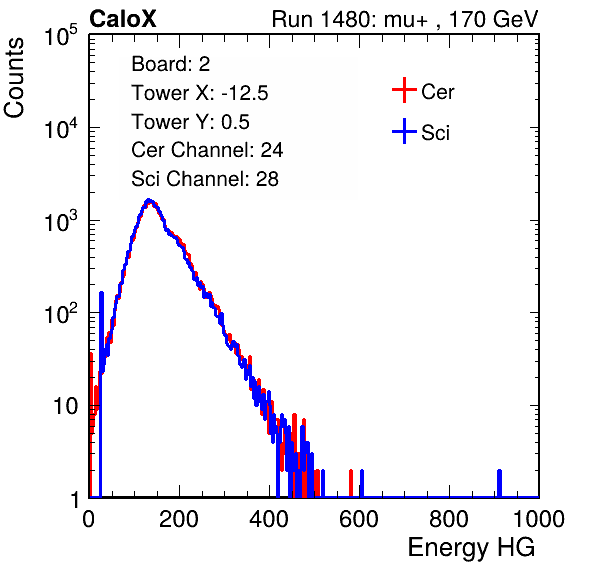 CaloX Run 1480: mu+ , 170 GeV
Counts
10^5
10^4
10^3
10^2
10
1
Board: 2
Tower X: -12.5
Tower Y: 0.5
Cer Channel: 24
Sci Channel: 28
Cer
Sci
0 200 400 600 800 1000
Energy HG